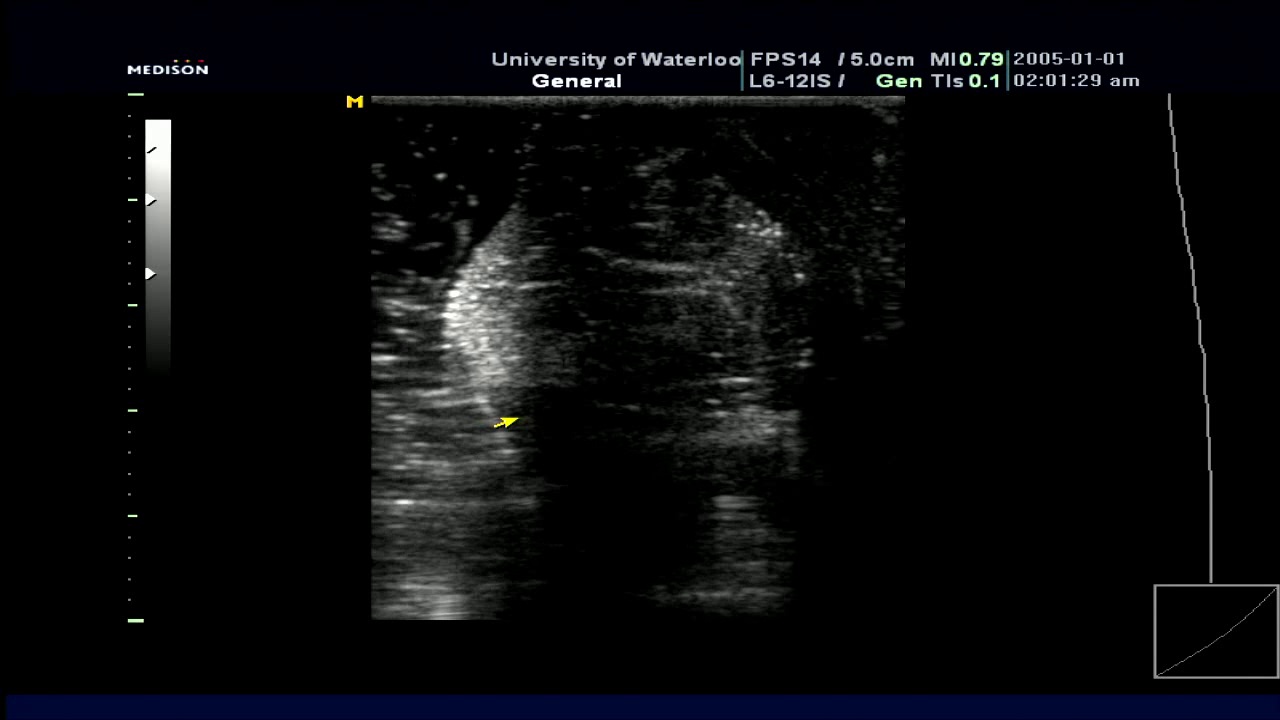 MEDISON
University of Waterloo FPS14 / 5.0cm MI0.79 2005-01-01
General L6-12IS / Gen TIs 0.1 02:01:29 am
M